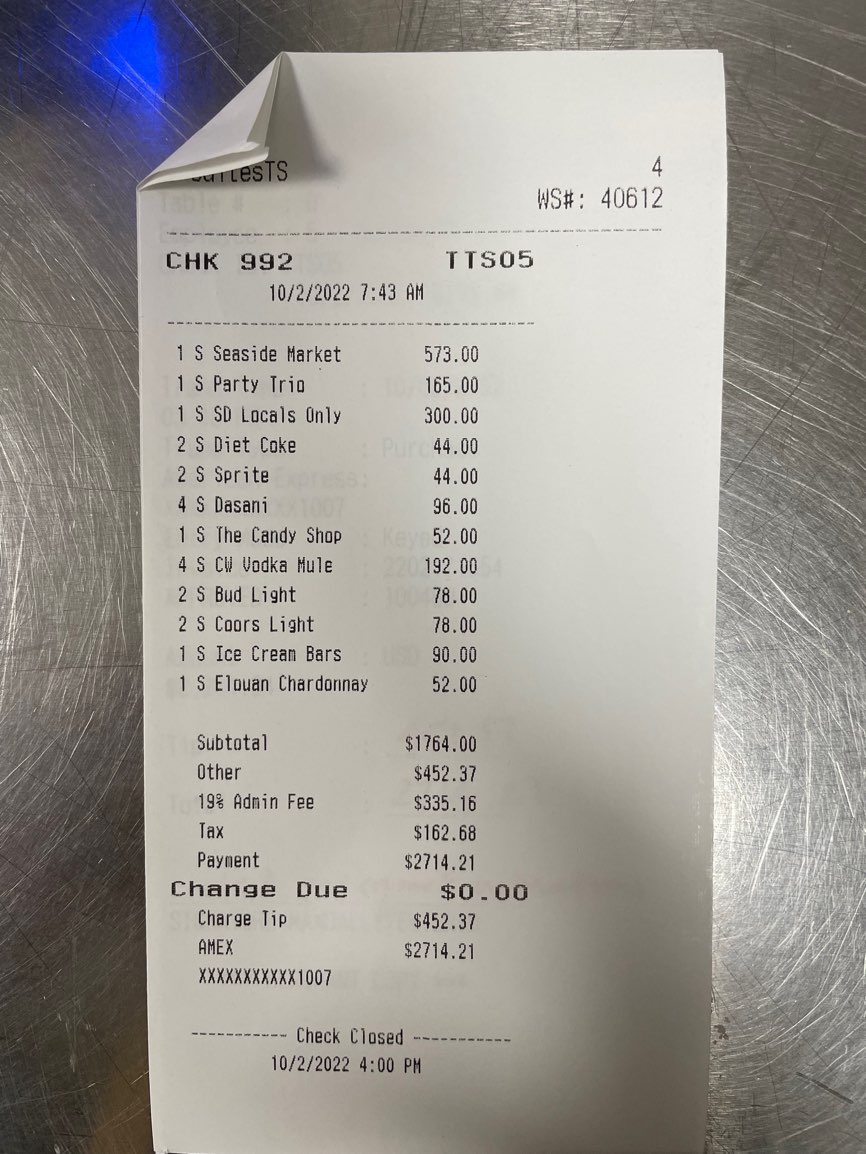 4
WS#: 40612
CHK 992 TTS05
10/2/2022 7:43 AM
1 S Seaside Market 573.00
1 S Party Trio 165.00
1 S SD Locals Only 300.00
2 S Diet Coke 44.00
2 S Sprite 44.00
4 S Dasani 96.00
1 S The Candy Shop 52.00
4 S CW Vodka Mule 192.00
2 S Bud Light 78.00
2 S Coors Light 78.00
1 S Ice Cream Bars 90.00
1 S Elouan Chardonnay 52.00
Subtotal $1764.00
Other $452.37
19% Admin Fee $335.16
Tax $162.68
Payment $2714.21
Change Due $0.00
Charge Tip $452.37
AMEX $2714.21
XXXXXXXXXXX1007
----------- Check Closed -----------
10/2/2022 4:00 PM